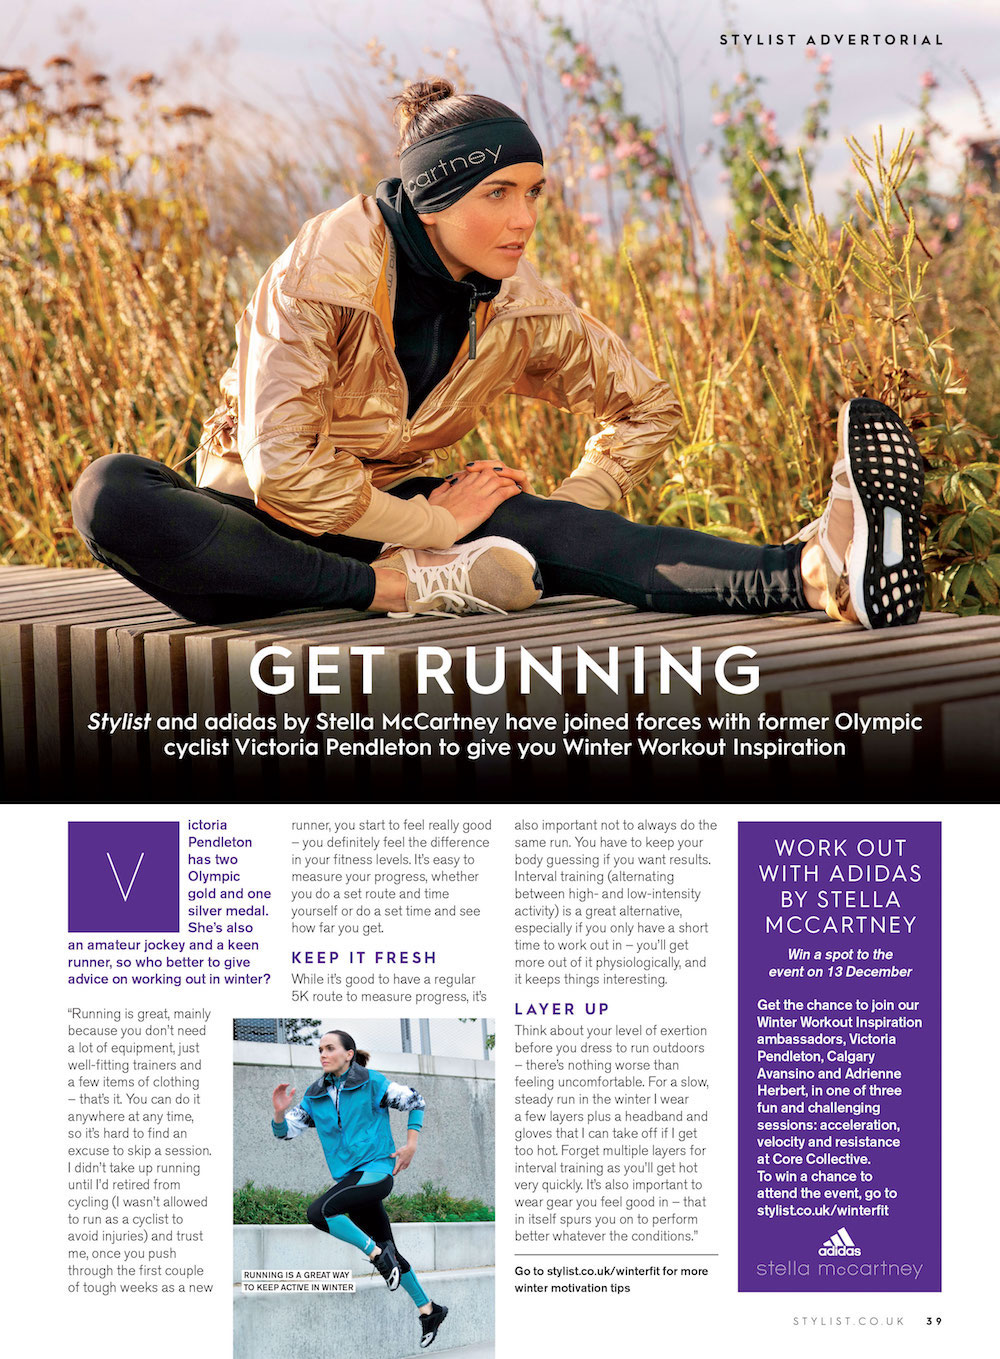 STYLIST ADVERTORIAL
cartney
GET RUNNING
Stylist and adidas by Stella McCartney have joined forces with former Olympic
cyclist Victoria Pendleton to give you Winter Workout Inspiration
V
ictoria
Pendleton
has two
Olympic
gold and one
silver medal.
She's also
an amateur jockey and a keen
runner, so who better to give
advice on working out in winter?
“Running is great, mainly
because you don't need
a lot of equipment, just
well-fitting trainers and
a few items of clothing
– that's it. You can do it
anywhere at any time,
so it's hard to find an
excuse to skip a session.
I didn't take up running
until I'd retired from
cycling (I wasn't allowed
to run as a cyclist to
avoid injuries) and trust
me, once you push
through the first couple
of tough weeks as a new
runner, you start to feel really good
– you definitely feel the difference
in your fitness levels. It's easy to
measure your progress, whether
you do a set route and time
yourself or do a set time and see
how far you get.
KEEP IT FRESH
While it's good to have a regular
5K route to measure progress, it's
RUNNING IS A GREAT WAY
TO KEEP ACTIVE IN WINTER
also important not to always do the
same run. You have to keep your
body guessing if you want results.
Interval training (alternating
between high- and low-intensity
activity) is a great alternative,
especially if you only have a short
time to work out in – you'll get
more out of it physiologically, and
it keeps things interesting.
LAYER UP
Think about your level of exertion
before you dress to run outdoors
– there's nothing worse than
feeling uncomfortable. For a slow,
steady run in the winter I wear
a few layers plus a headband and
gloves that I can take off if I get
too hot. Forget multiple layers for
interval training as you'll get hot
very quickly. It's also important to
wear gear you feel good in – that
in itself spurs you on to perform
better whatever the conditions.”
Go to stylist.co.uk/winterfit for more
winter motivation tips
WORK OUT
WITH ADIDAS
BY STELLA
MCCARTNEY
Win a spot to the
event on 13 December
Get the chance to join our
Winter Workout Inspiration
ambassadors, Victoria
Pendleton, Calgary
Avansino and Adrienne
Herbert, in one of three
fun and challenging
sessions: acceleration,
velocity and resistance
at Core Collective.
To win a chance to
attend the event, go to
stylist.co.uk/winterfit
adidas
stella mccartney
STYLIST.CO.UK 39